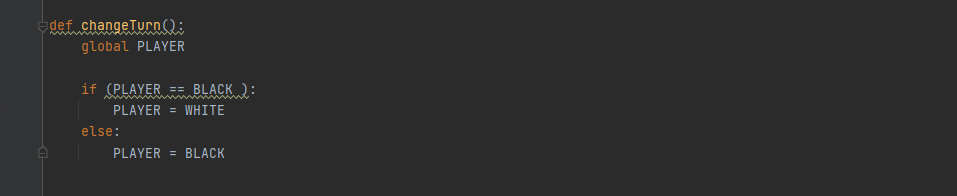 def changeTurn():
    global PLAYER

    if (PLAYER == BLACK ):
        PLAYER = WHITE
    else:
        PLAYER = BLACK